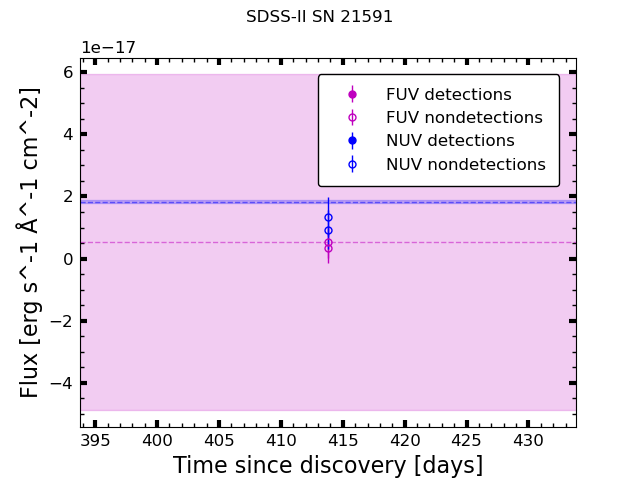 SDSS-II SN 21591
1e−17
6
4
2
0
−2
−4
Flux [erg s^-1 Å^-1 cm^-2]
FUV detections
FUV nondetections
NUV detections
NUV nondetections
395 400 405 410 415 420 425 430
Time since discovery [days]